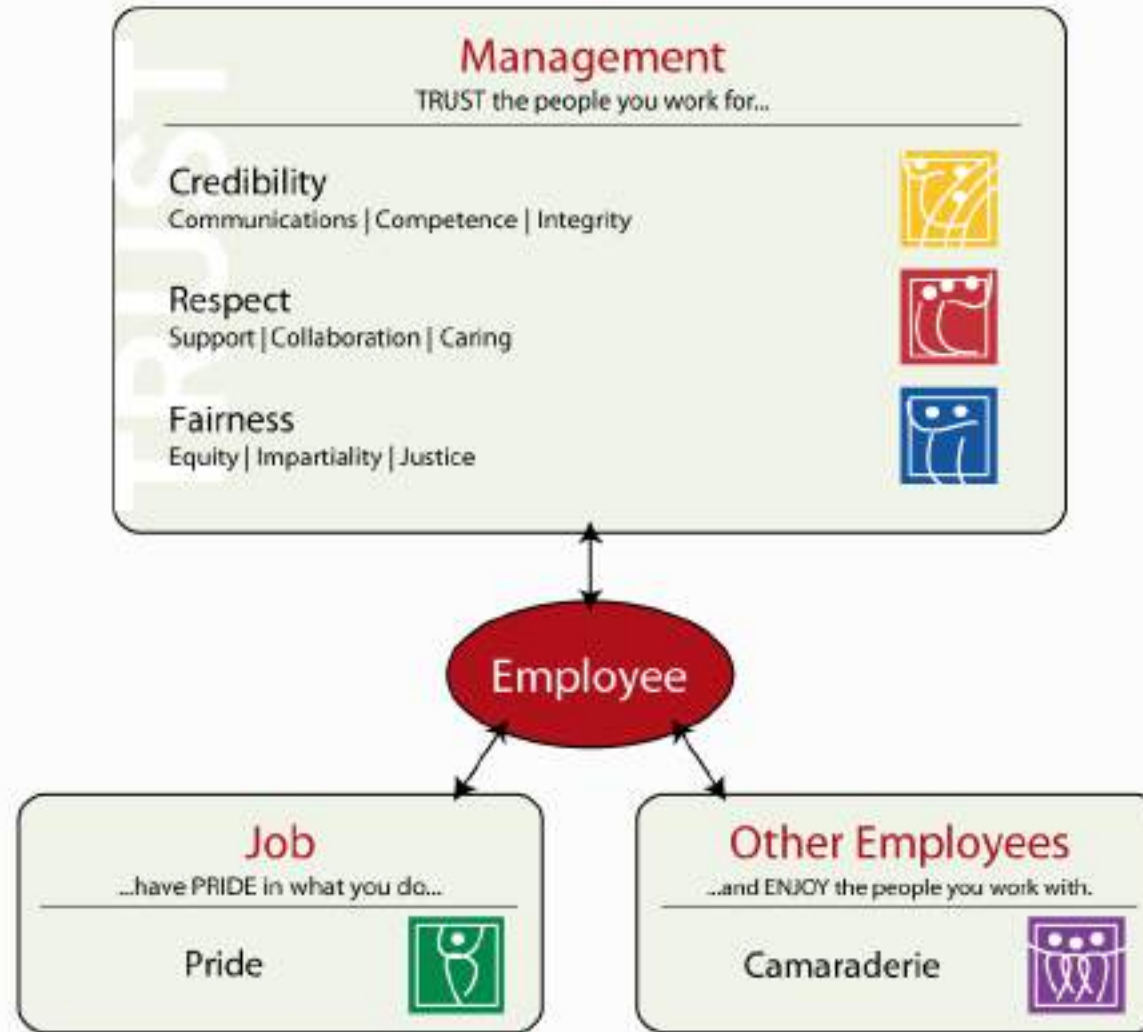 TRUST
Management
TRUST the people you work for...
Credibility
Communications | Competence | Integrity
Respect
Support | Collaboration | Caring
Fairness
Equity | Impartiality | Justice
Employee
Job
...have PRIDE in what you do...
Pride
Other Employees
...and ENJOY the people you work with.
Camaraderie